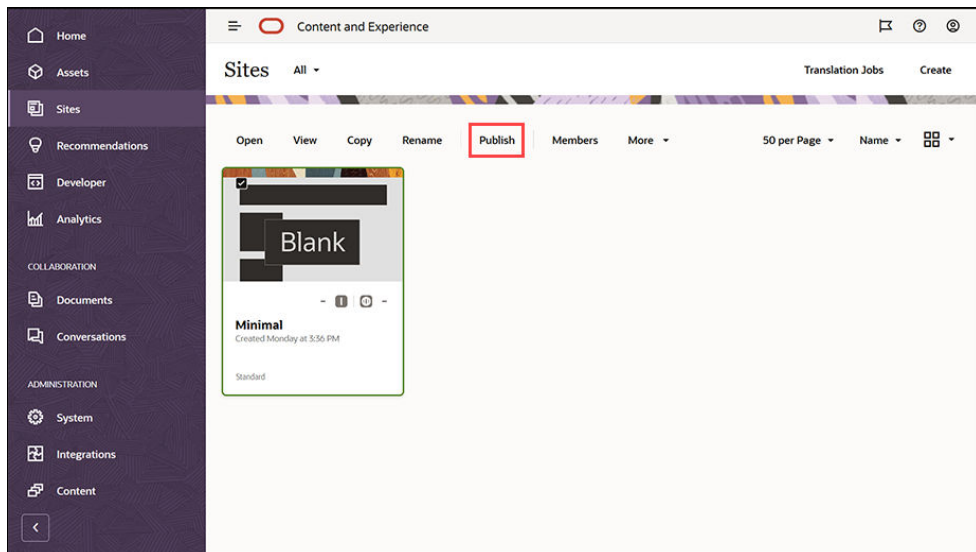 Home
Assets
Sites
Recommendations
Developer
Analytics
COLLABORATION
Documents
Conversations
ADMINISTRATION
System
Integrations
Content
Content and Experience
Sites All
Translation Jobs Create
Open View Copy Rename Publish Members More 50 per Page Name
Blank
Minimal
Created Monday at 3:36 PM
Standard